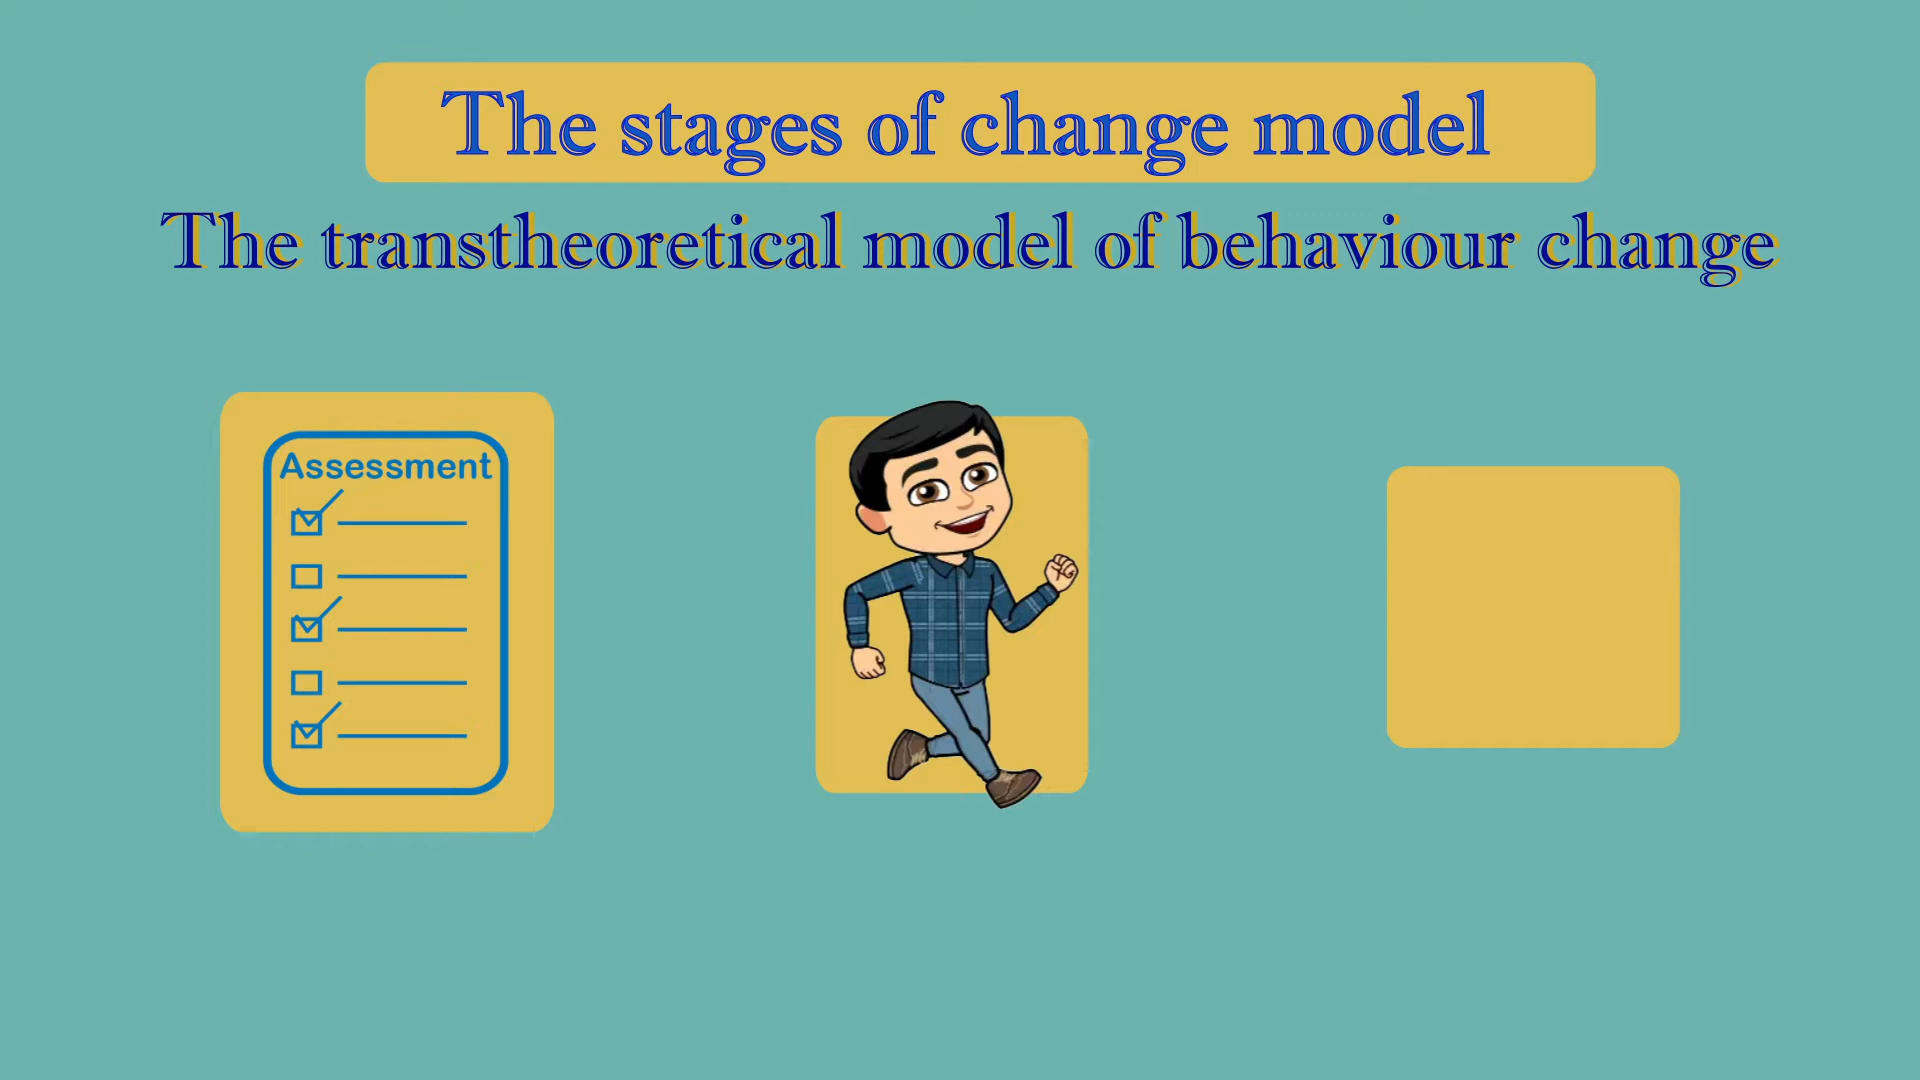 The stages of change model
The transtheoretical model of behaviour change
Assessment